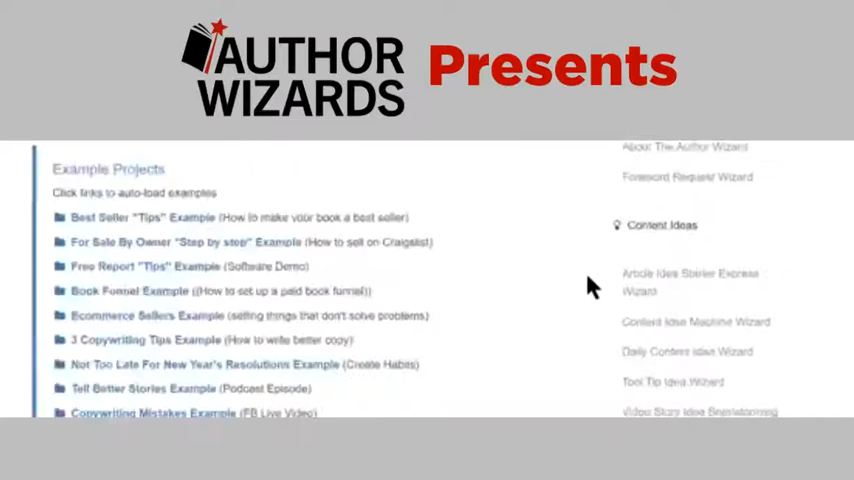 AUTHOR
WIZARDS
Presents
Example Projects
Click links to auto-load examples
Best Seller "Tips" Example (How to make your book a best seller)
For Sale By Owner "Step by step" Example (How to sell on Craigslist)
Free Report "Tips" Example (Software Demo)
Book Funnel Example ((How to set up a paid book funnel))
Ecommerce Sellers Example (selling things that don't solve problems)
3 Copywriting Tips Example (How to write better copy)
Not Too Late For New Year's Resolutions Example (Create Habits)
Tell Better Stories Example (Podcast Episode)
Copywriting Mistakes Example (FB Live Video)
About The Author Wizard
Foreword Request Wizard
Content Ideas
Article Idea Starter Express
Wizard
Content Idea Machine Wizard
Daily Content Idea Wizard
Tool Tip Idea Wizard
Video Story Idea Brainstorming